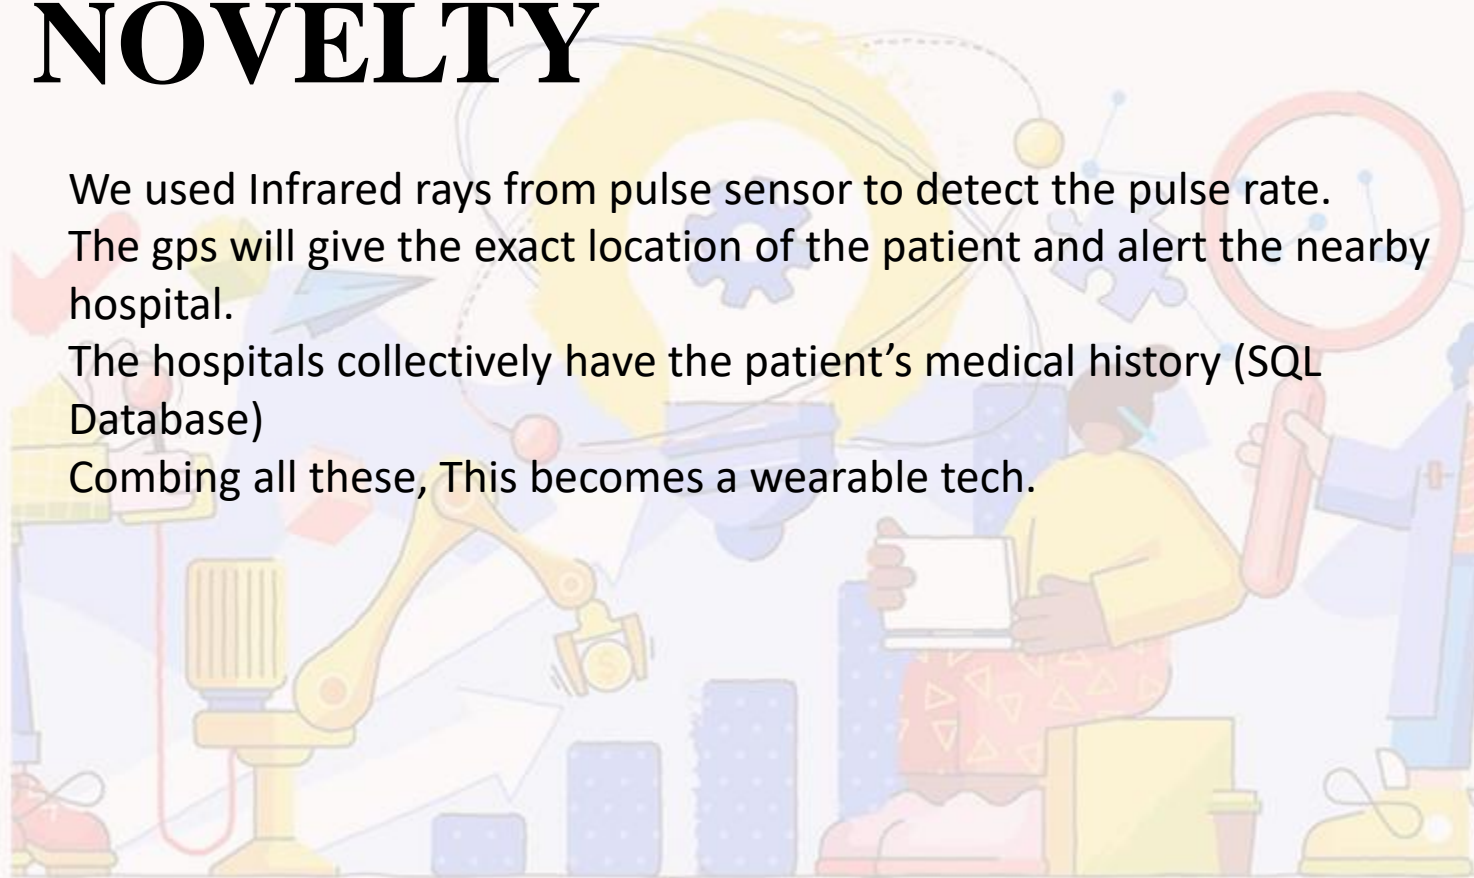 NOVELTY
We used Infrared rays from pulse sensor to detect the pulse rate.
The gps will give the exact location of the patient and alert the nearby
hospital.
The hospitals collectively have the patient’s medical history (SQL
Database)
Combing all these, This becomes a wearable tech.